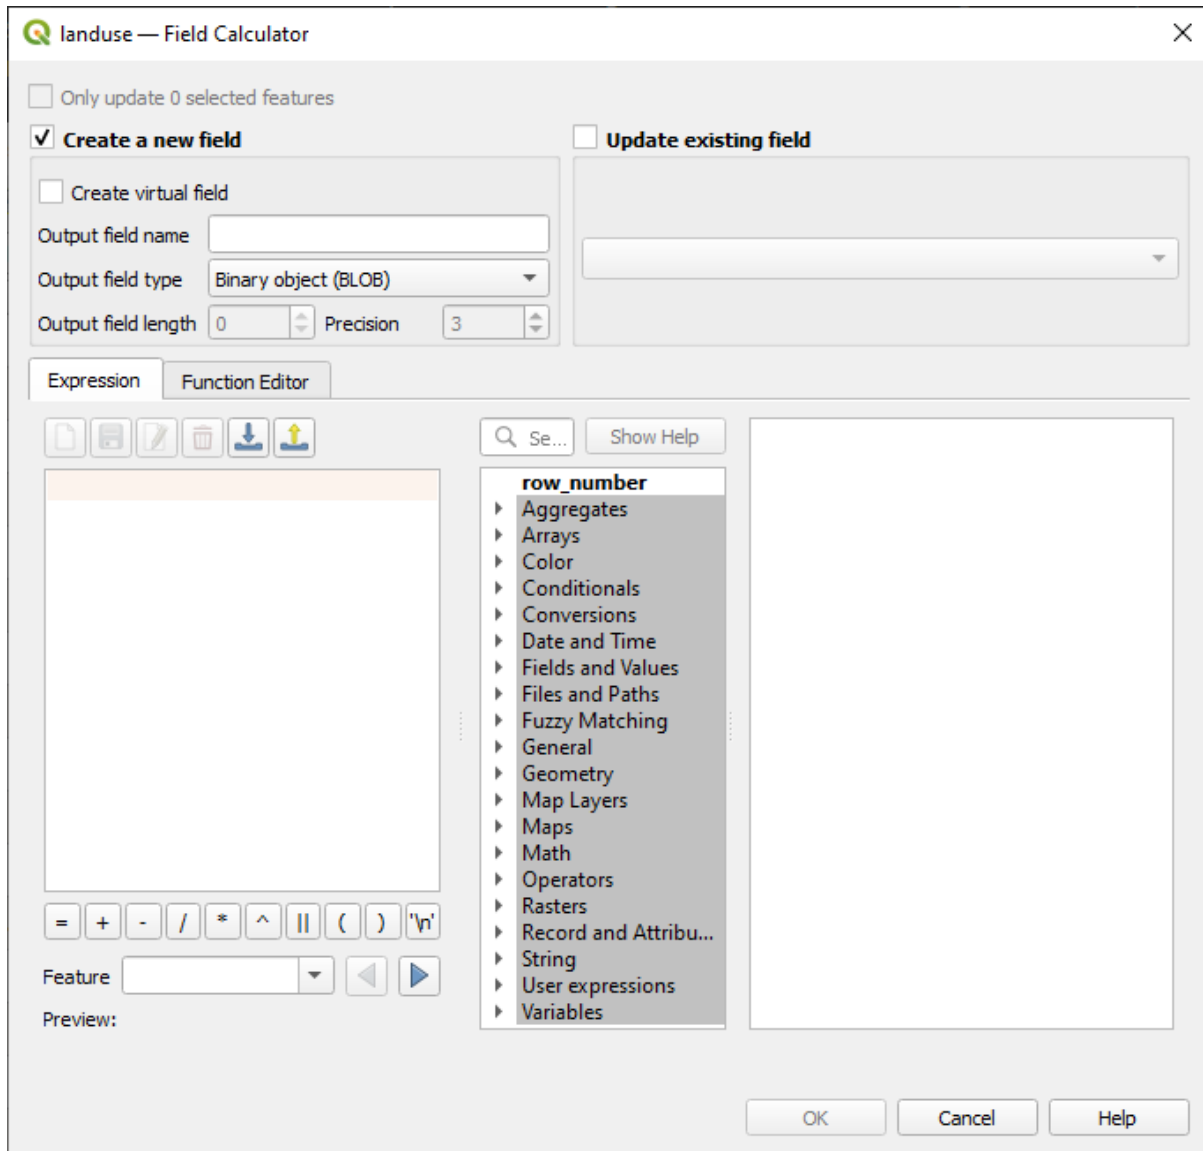 landuse — Field Calculator
Only update 0 selected features
Create a new field
Update existing field
Create virtual field
Output field name
Output field type Binary object (BLOB)
Output field length 0 Precision 3
Expression Function Editor
Se... Show Help
row_number
Aggregates
Arrays
Color
Conditionals
Conversions
Date and Time
Fields and Values
Files and Paths
Fuzzy Matching
General
Geometry
Map Layers
Maps
Math
Operators
Rasters
Record and Attribu...
String
User expressions
Variables
= + - / * ^ || ( ) '\n'
Feature
Preview:
OK Cancel Help